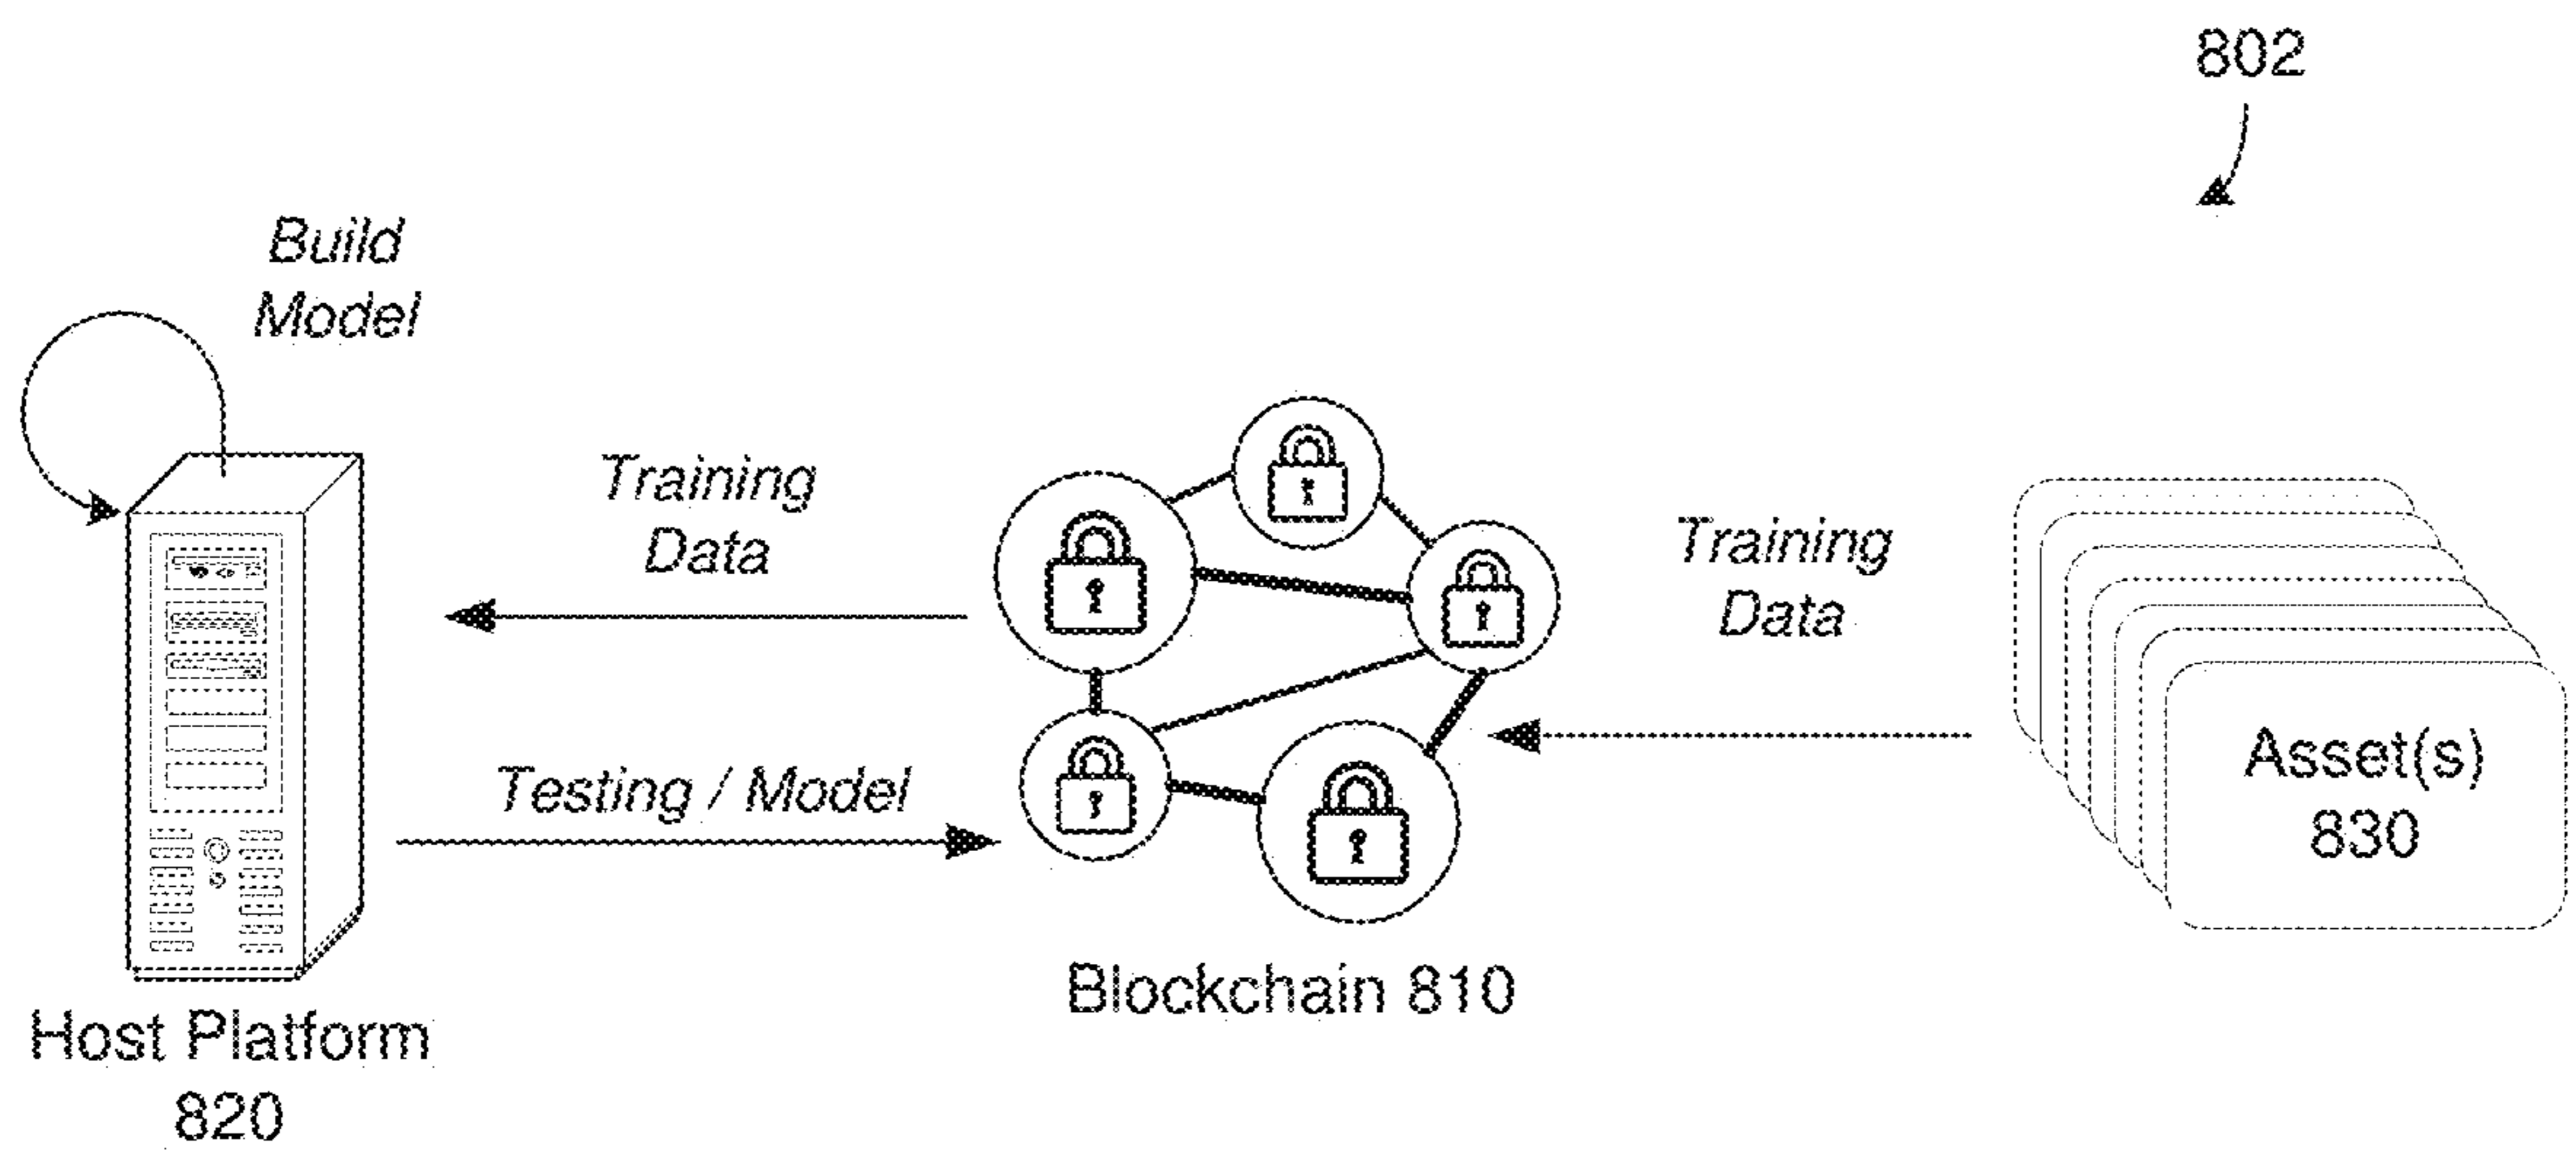 802
Build
Model
Training
Data
Training
Data
Testing / Model
Asset(s)
830
Blockchain 810
Host Platform
820